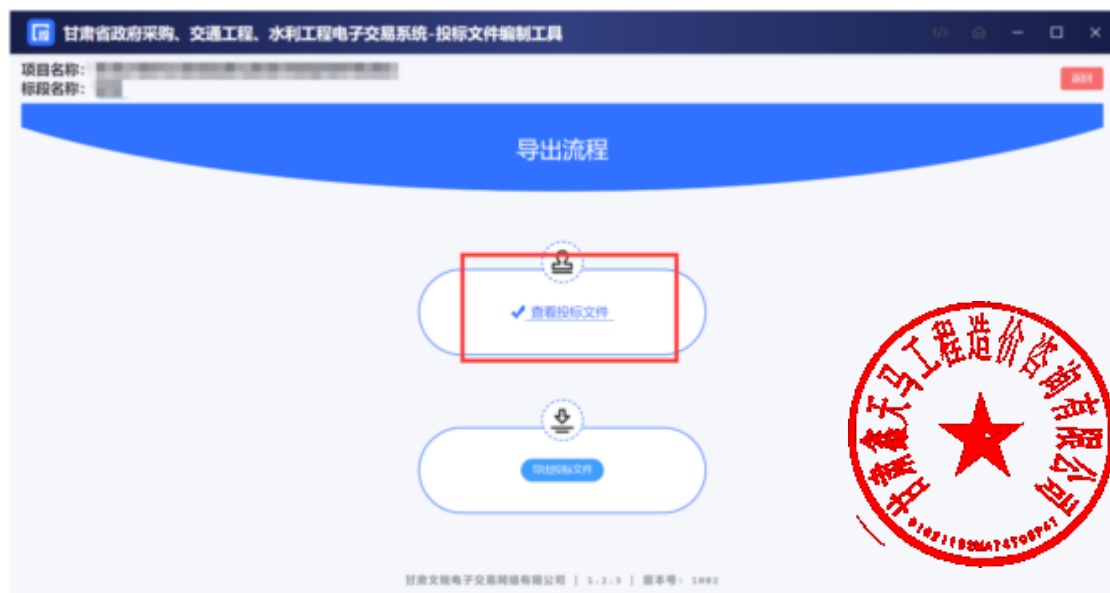 甘肃省政府采购、交通工程、水利工程电子交易系统-投标文件编制工具
项目名称:
标段名称:
返回
导出流程
查看投标文件
导出投标文件
甘肃鑫天马工程造价咨询有限公司
甘肃文锐电子交易网络有限公司 | 1.2.3 | 版本号: 1002